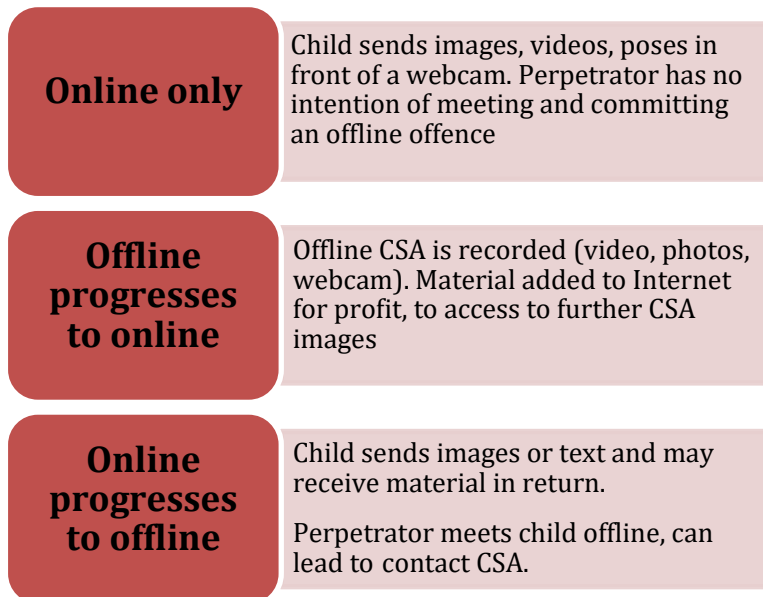 Online only
Child sends images, videos, poses in
front of a webcam. Perpetrator has no
intention of meeting and committing
an offline offence
Offline
progresses
to online
Offline CSA is recorded (video, photos,
webcam). Material added to Internet
for profit, to access to further CSA
images
Online
progresses
to offline
Child sends images or text and may
receive material in return.
Perpetrator meets child offline, can
lead to contact CSA.